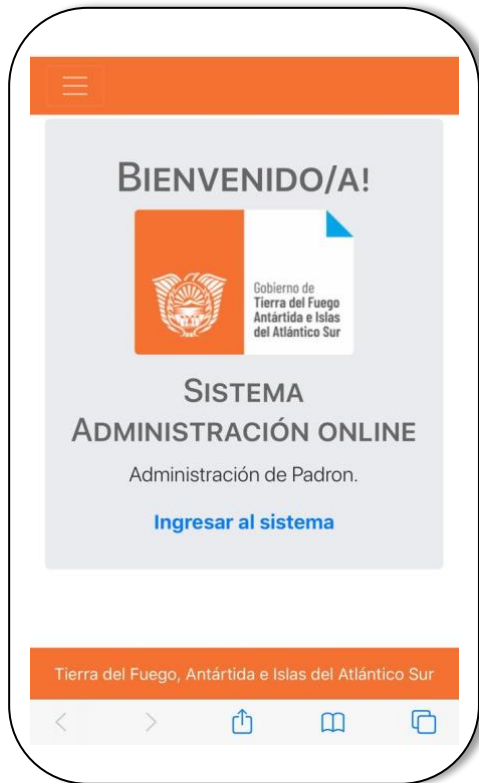 BIENVENIDO/A!
Gobierno de
Tierra del Fuego
Antártida e Islas
del Atlántico Sur
SISTEMA
ADMINISTRACIÓN ONLINE
Administración de Padron.
Ingresar al sistema
Tierra del Fuego, Antártida e Islas del Atlántico Sur